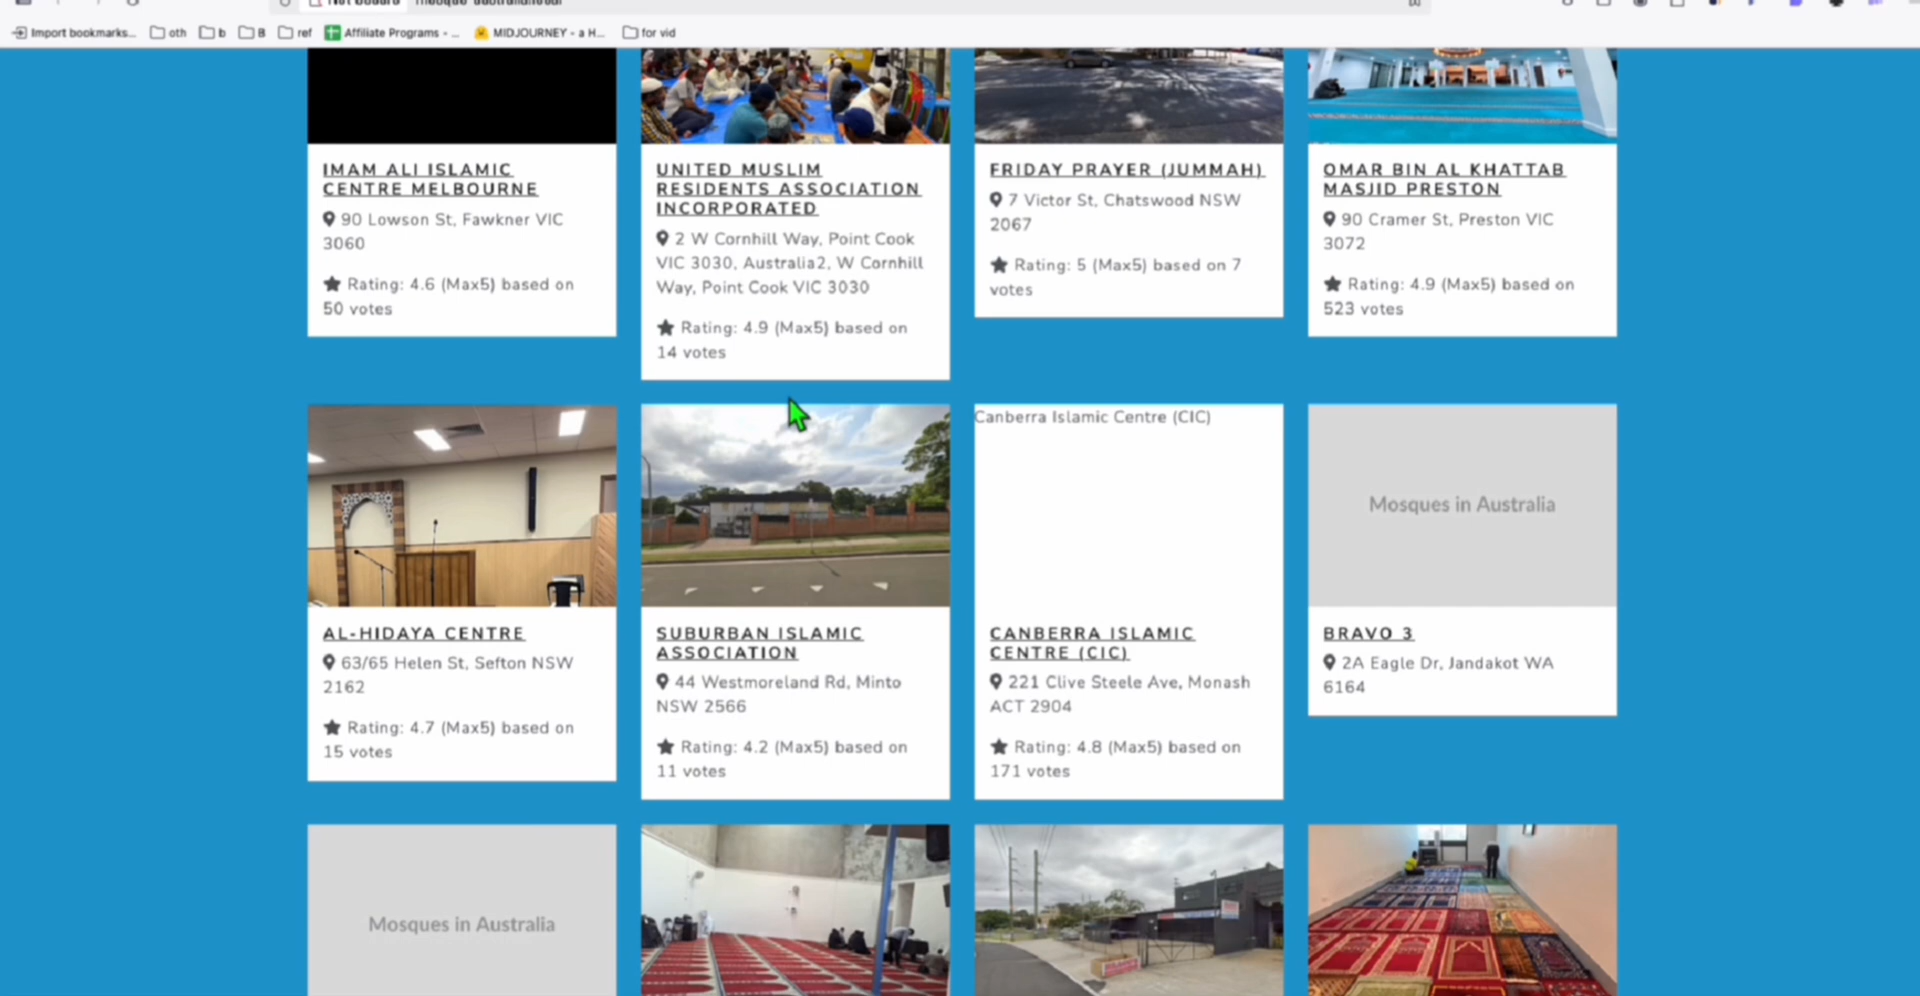 Import bookmarks...
oth
b
B
ref
Affiliate Programs - ...
MIDJOURNEY - a H...
for vid
IMAM ALI ISLAMIC
CENTRE MELBOURNE
90 Lowson St, Fawkner VIC
3060
Rating: 4.6 (Max5) based on
50 votes
UNITED MUSLIM
RESIDENTS ASSOCIATION
INCORPORATED
2 W Cornhill Way, Point Cook
VIC 3030, Australia2, W Cornhill
Way, Point Cook VIC 3030
Rating: 4.9 (Max5) based on
14 votes
FRIDAY PRAYER (JUMMAH)
7 Victor St, Chatswood NSW
2067
Rating: 5 (Max5) based on 7
votes
OMAR BIN AL KHATTAB
MASJID PRESTON
90 Cramer St, Preston VIC
3072
Rating: 4.9 (Max5) based on
523 votes
AL-HIDAYA CENTRE
63/65 Helen St, Sefton NSW
2162
Rating: 4.7 (Max5) based on
15 votes
SUBURBAN ISLAMIC
ASSOCIATION
44 Westmoreland Rd, Minto
NSW 2566
Rating: 4.2 (Max5) based on
11 votes
Canberra Islamic Centre (CIC)
CANBERRA ISLAMIC
CENTRE (CIC)
221 Clive Steele Ave, Monash
ACT 2904
Rating: 4.8 (Max5) based on
171 votes
Mosques in Australia
BRAVO 3
2A Eagle Dr, Jandakot WA
6164
Mosques in Australia